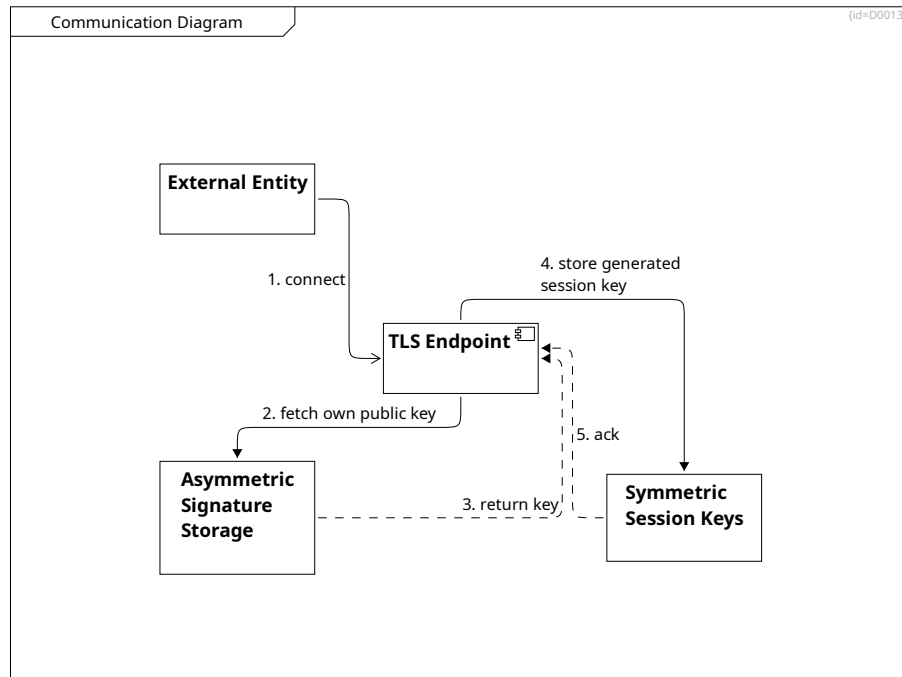 Communication Diagram
{id=D0013
External Entity
1. connect
4. store generated
session key
TLS Endpoint
2. fetch own public key
5. ack
Asymmetric
Signature
Storage
3. return key
Symmetric
Session Keys